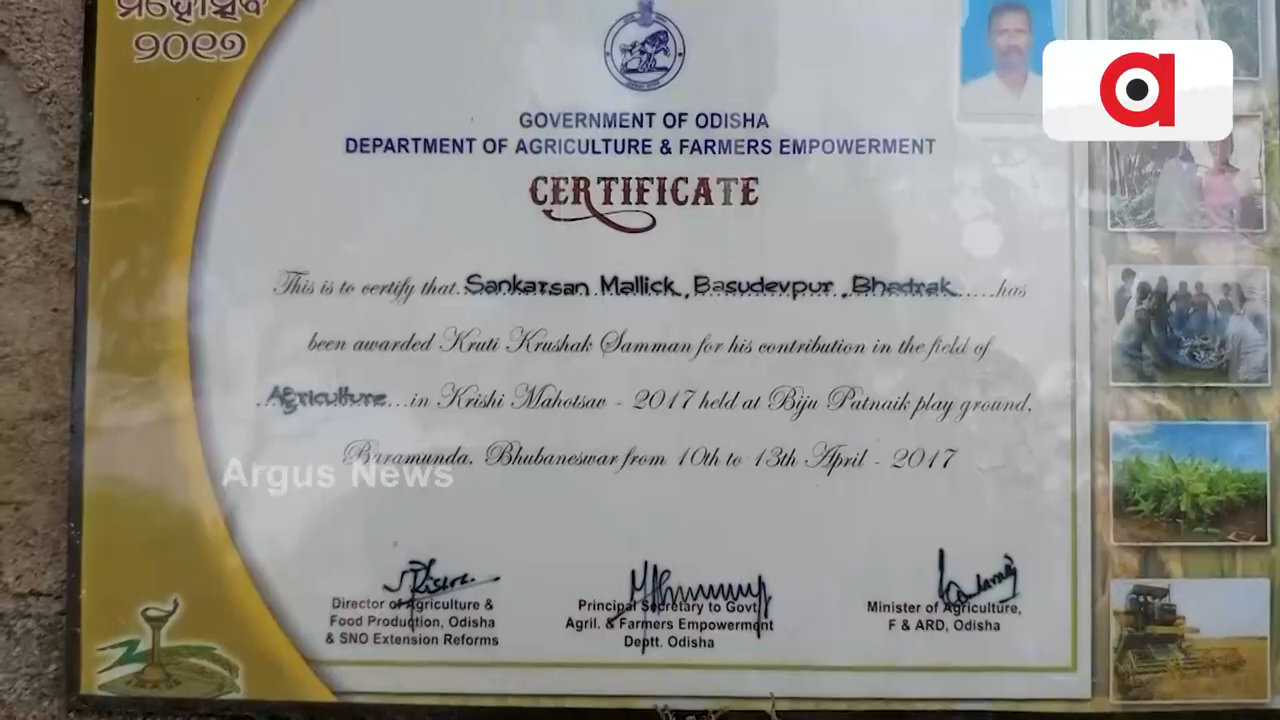 ମହୋତ୍ସବ
୨୦୧୭
GOVERNMENT OF ODISHA
DEPARTMENT OF AGRICULTURE & FARMERS EMPOWERMENT
CERTIFICATE
This is to certify that Sankarsan Mallick, Basudevpur, Bhadrak has
been awarded Kruti Krushak Samman for his contribution in the field of
Agriculture in Krishi Mahotsav - 2017 held at Biju Patnaik play ground,
Baramunda, Bhubaneswar from 10th to 13th April - 2017
Argus News
Director of Agriculture &
Food Production, Odisha
& SNO Extension Reforms
Principal Secretary to Govt.
Agril. & Farmers Empowerment
Deptt. Odisha
Minister of Agriculture,
F & ARD, Odisha